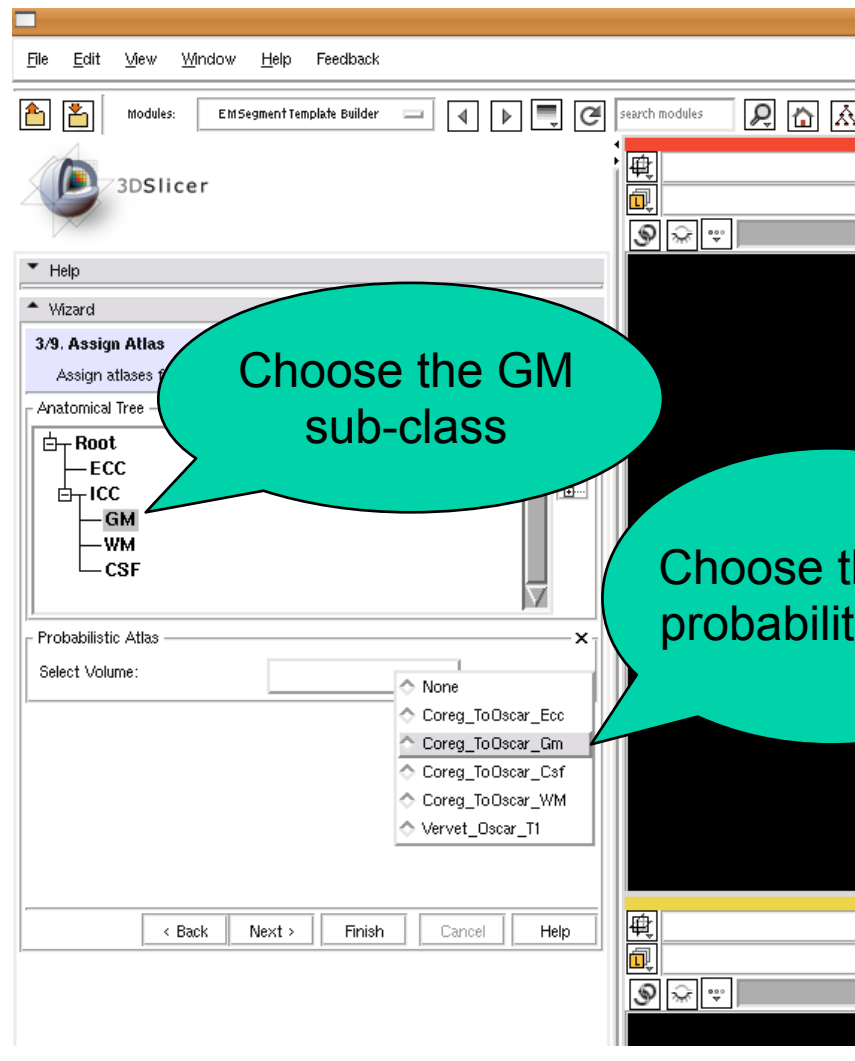 File Edit View Window Help Feedback
Modules: EMSegment Template Builder search modules
3DSlicer
Help
Wizard
3/9. Assign Atlas
Assign atlases
Anatomical Tree
Choose the GM
sub-class
Root
ECC
ICC
GM
WM
CSF
Choose
probabilit
Probabilistic Atlas
Select Volume:
None
Coreg_ToOscar_Ecc
Coreg_ToOscar_Gm
Coreg_ToOscar_Csf
Coreg_ToOscar_WM
Vervet_Oscar_T1
< Back Next > Finish Cancel Help